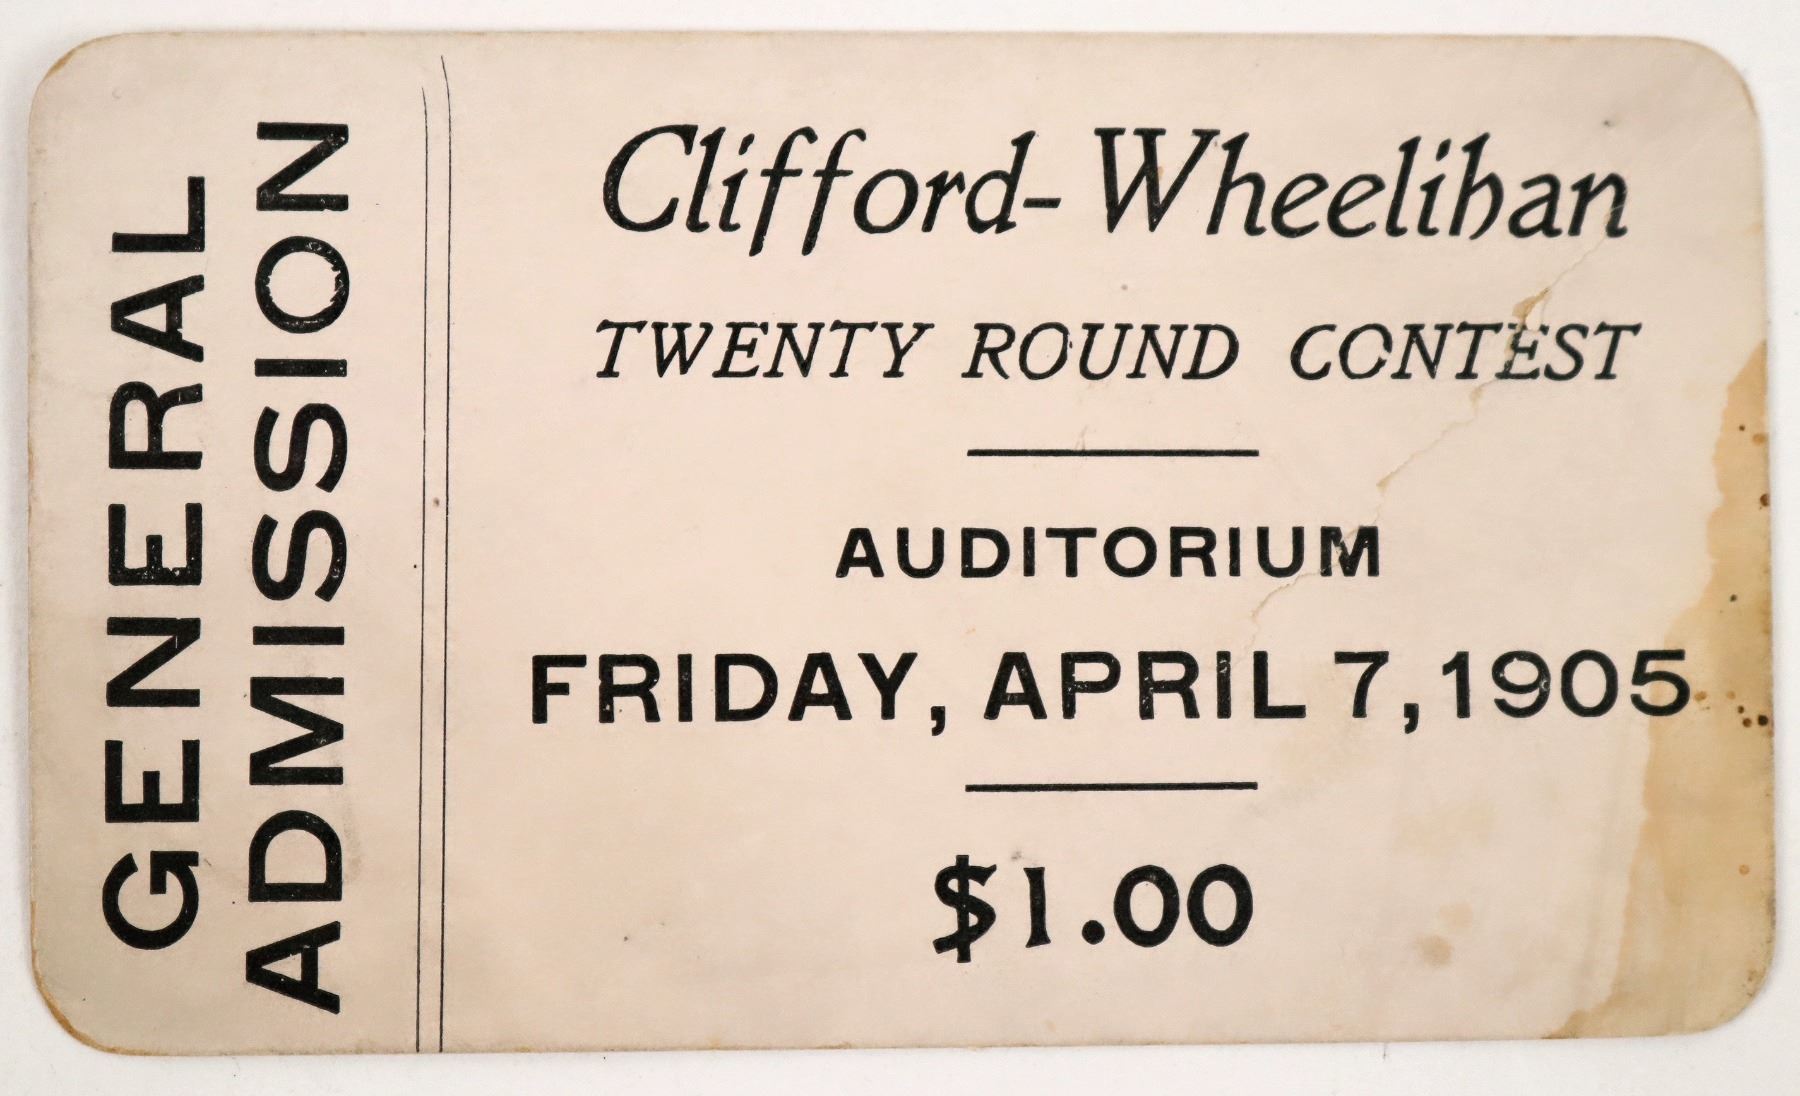 GENERAL
ADMISSION
Clifford-Wheelihan
TWENTY ROUND CONTEST
AUDITORIUM
FRIDAY, APRIL 7, 1905
$1.00